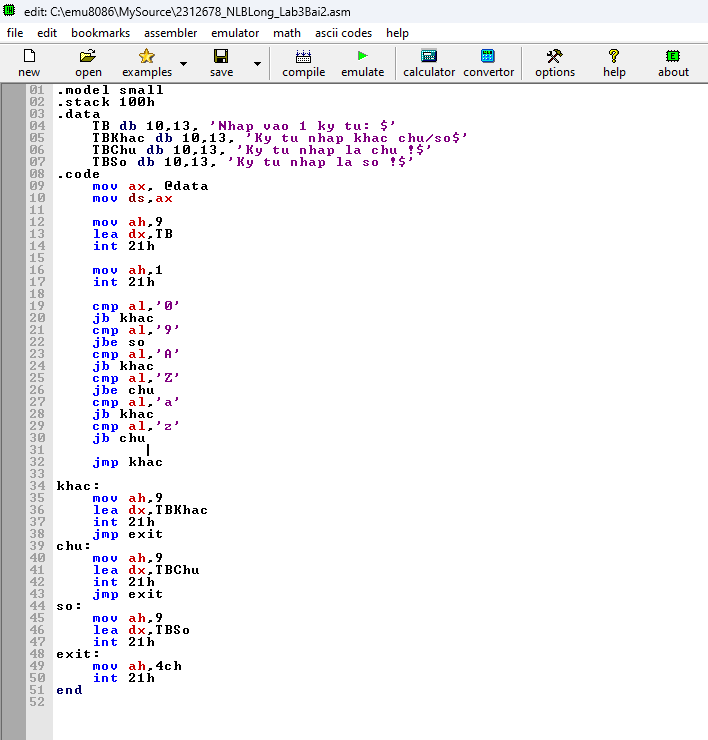 edit: C:\emu8086\MySource\2312678_NLBLong_Lab3Bai2.asm
file edit bookmarks assembler emulator math ascii codes help
new open examples save compile emulate calculator convertor options help about
01 .model small
02 .stack 100h
03 .data
04     TB db 10,13, 'Nhap vao 1 ky tu: $'
05     TBKhac db 10,13, 'Ky tu nhap khac chu/so$'
06     TBChu db 10,13, 'Ky tu nhap la chu !$'
07     TBSo db 10,13, 'Ky tu nhap la so !$'
08 .code
09     mov ax, @data
10     mov ds,ax
11
12     mov ah,9
13     lea dx,TB
14     int 21h
15
16     mov ah,1
17     int 21h
18
19     cmp al,'0'
20     jb khac
21     cmp al,'9'
22     jbe so
23     cmp al,'A'
24     jb khac
25     cmp al,'Z'
26     jbe chu
27     cmp al,'a'
28     jb khac
29     cmp al,'z'
30     jb chu
31
32     jmp khac
33
34 khac:
35     mov ah,9
36     lea dx,TBKhac
37     int 21h
38     jmp exit
39 chu:
40     mov ah,9
41     lea dx,TBChu
42     int 21h
43     jmp exit
44 so:
45     mov ah,9
46     lea dx,TBSo
47     int 21h
48 exit:
49     mov ah,4ch
50     int 21h
51 end
52